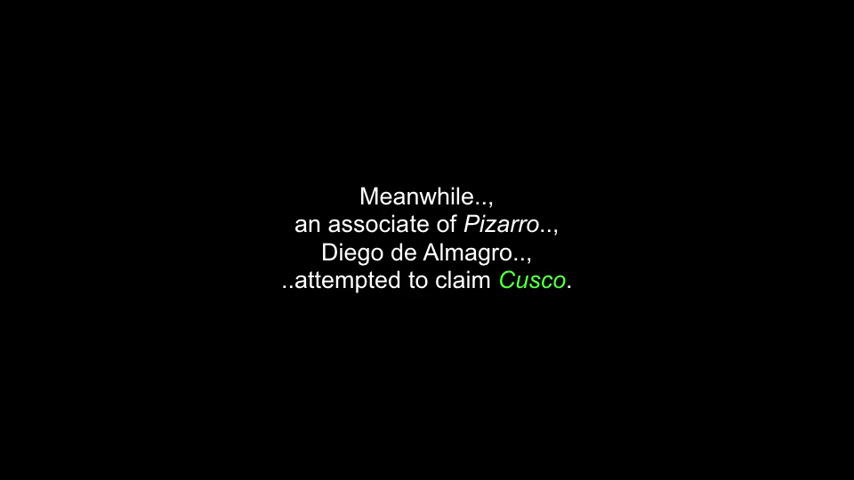 Meanwhile..,
an associate of Pizarro..,
Diego de Almagro..,
..attempted to claim Cusco.